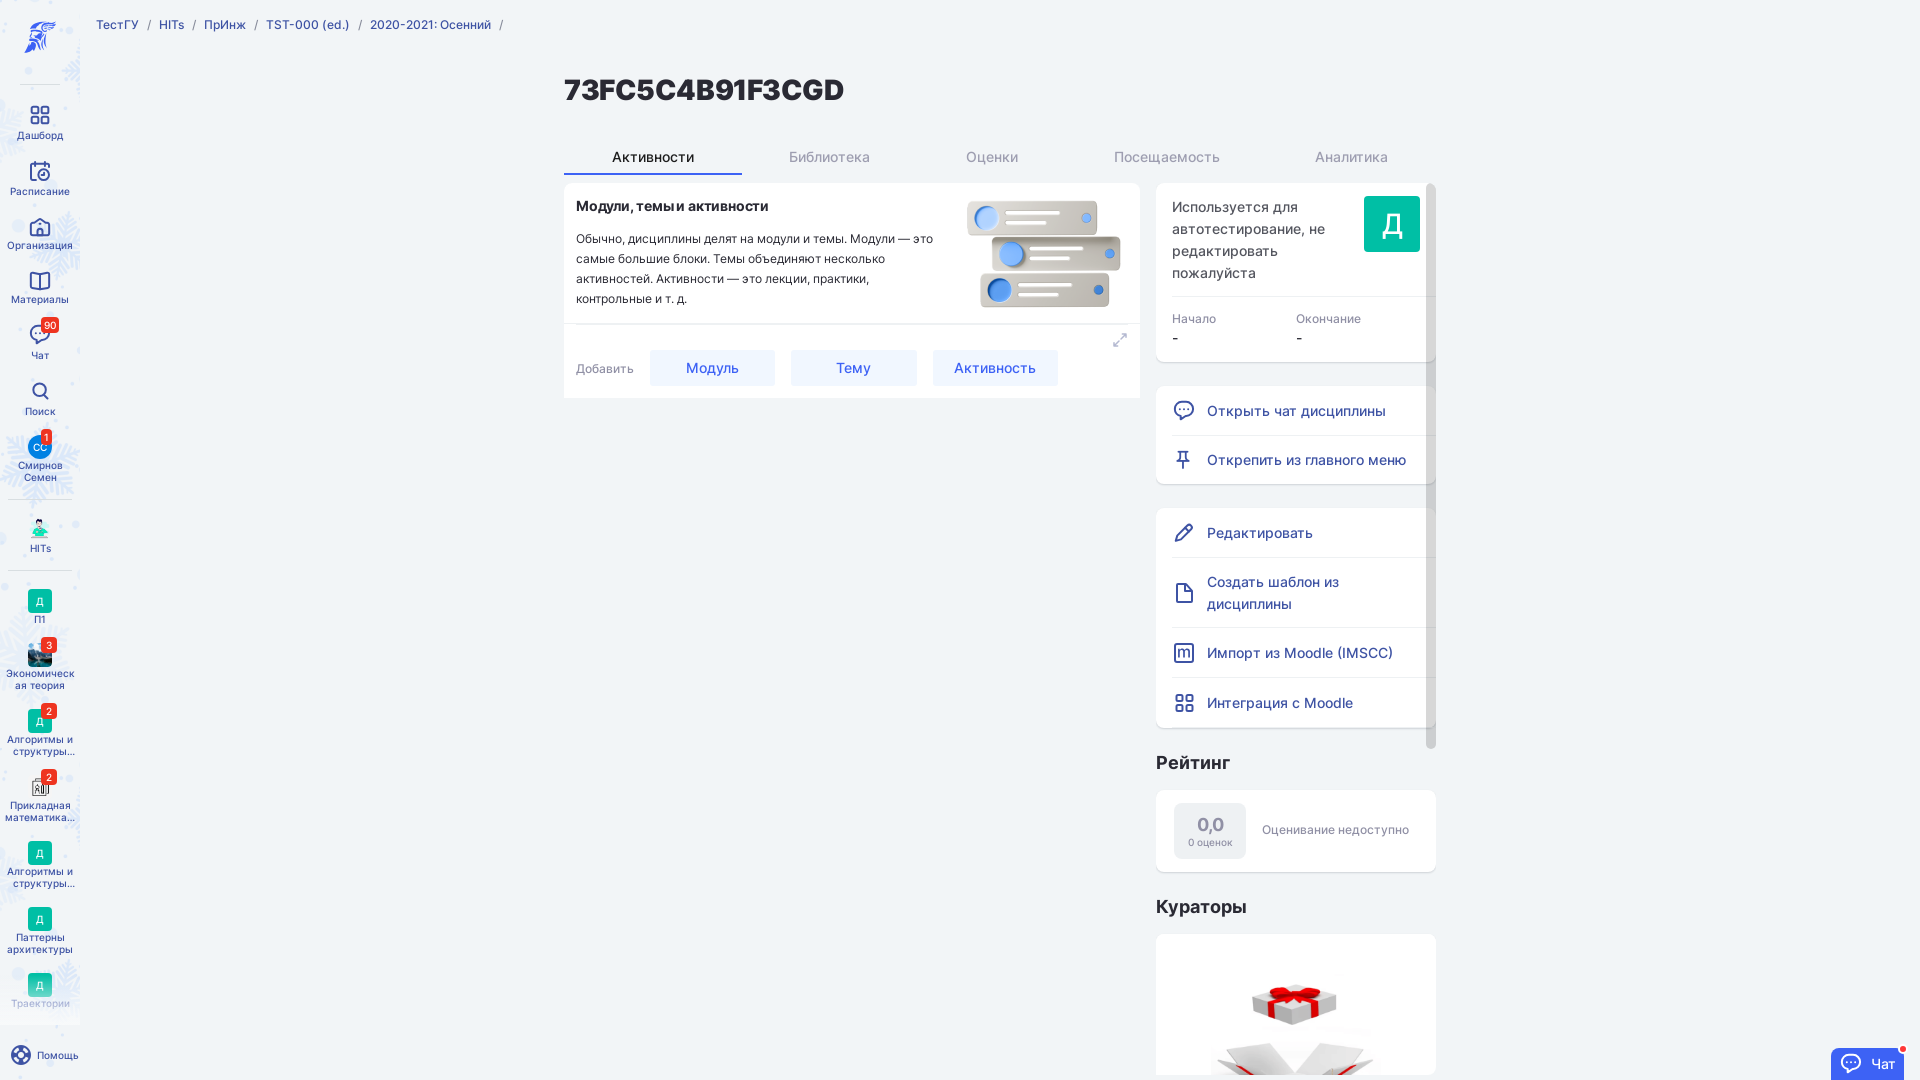 ТестГУ / HITs / ПрИнж / TST-000 (ed.) / 2020-2021: Осенний /
73FC5C4B91F3CGD
Дашборд
Расписание
Организация
Материалы
90
Чат
Поиск
СС
1
Смирнов
Семен
HITs
Д
П1
3
Экономическ
ая теория
Д
2
Алгоритмы и
структуры...
2
Прикладная
математика...
Д
Алгоритмы и
структуры...
Д
Паттерны
архитектуры
Д
Траектории
Помощь
Активности
Библиотека
Оценки
Посещаемость
Аналитика
Модули, темы и активности
Обычно, дисциплины делят на модули и темы. Модули — это
самые большие блоки. Темы объединяют несколько
активностей. Активности — это лекции, практики,
контрольные и т. д.
Добавить
Модуль
Тему
Активность
Используется для
автотестирование, не
редактировать
пожалуйста
Д
Начало
Окончание
-
-
Открыть чат дисциплины
Открепить из главного меню
Редактировать
Создать шаблон из
дисциплины
Импорт из Moodle (IMSCC)
Интеграция с Moodle
Рейтинг
0,0
0 оценок
Оценивание недоступно
Кураторы
Чат